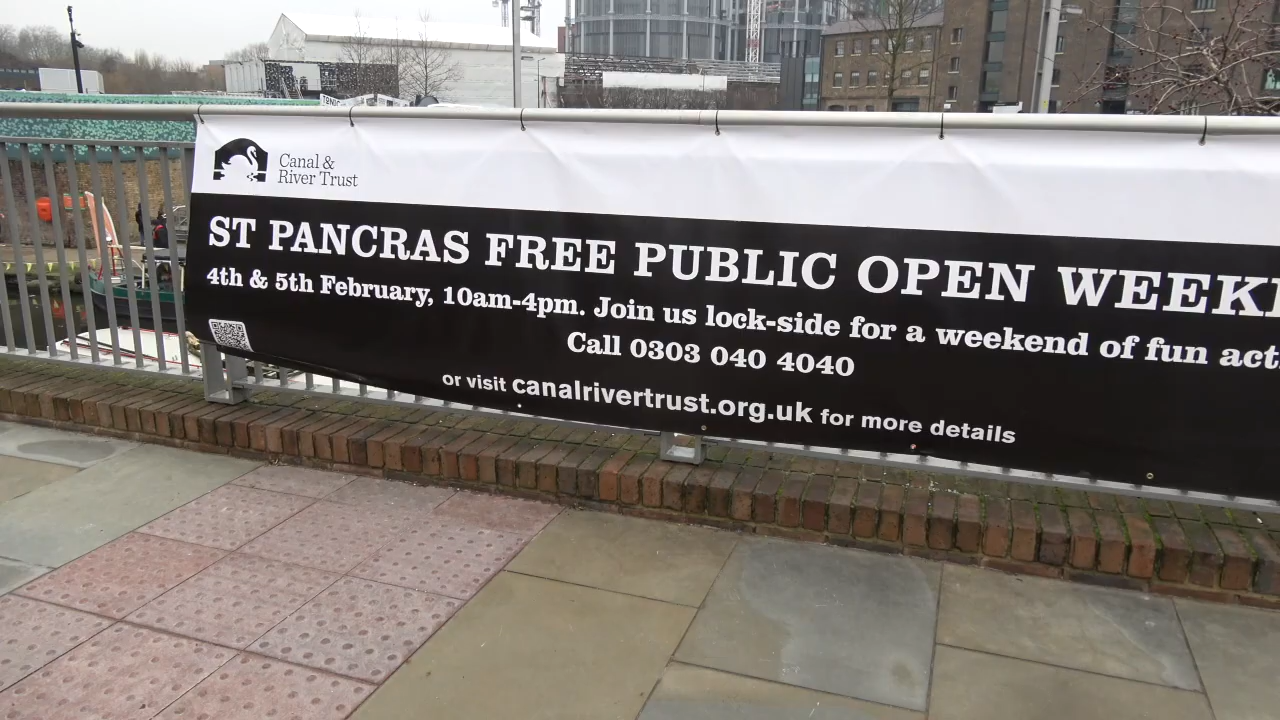 Canal &
River Trust
ST PANCRAS FREE PUBLIC OPEN
4th & 5th February, 10am-4pm. Join us lock-side for a weekend of fun
Call 0303 040 4040
or visit canalrivertrust.org.uk for more details